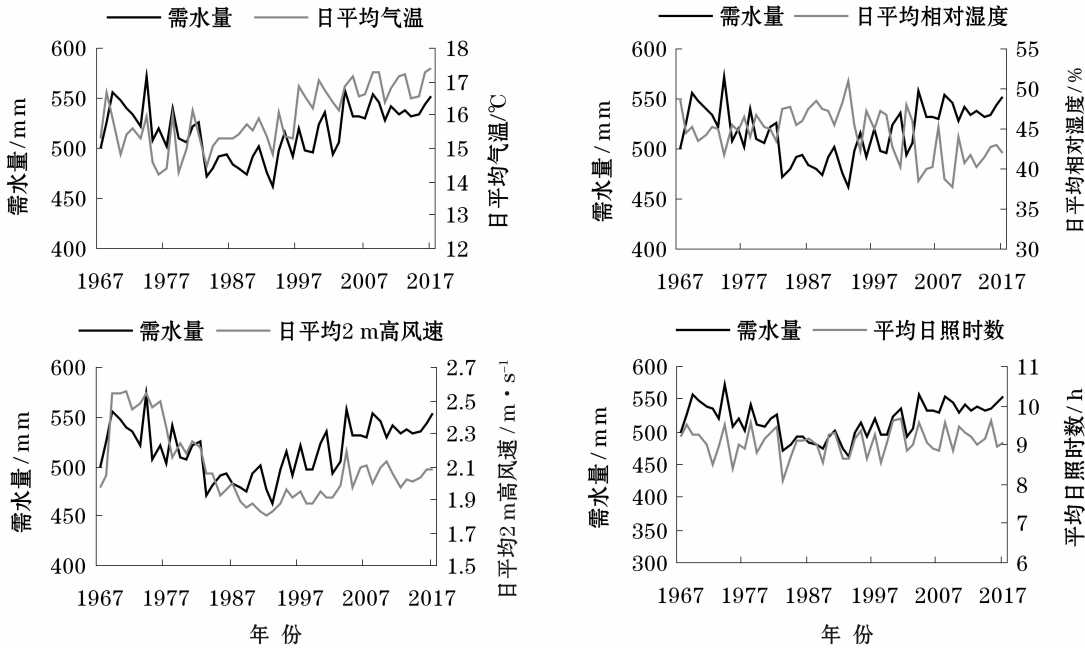 需水量 日平均气温
600
550
500
450
400
需水量/mm
18
17
16
15
14
13
12
日平均气温/℃
1967 1977 1987 1997 2007 2017
需水量 日平均相对湿度
600
550
500
450
400
需水量/mm
55
50
45
40
35
30
日平均相对湿度/%
1967 1977 1987 1997 2007 2017
需水量 日平均2 m高风速
600
550
500
450
400
需水量/mm
2.7
2.5
2.3
2.1
1.9
1.7
1.5
日平均2 m高风速/m·s⁻¹
1967 1977 1987 1997 2007 2017
年 份
需水量 平均日照时数
600
550
500
450
400
500
300
需水量/mm
11
10
9
8
7
6
平均日照时数/h
1967 1977 1987 1997 2007 2017
年 份